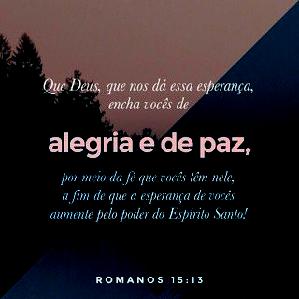 Que Deus, que nos dá essa esperança,
encha vocês de
alegria e de paz,
por meio da fé que vocês têm nele,
a fim de que a esperança de vocês
aumente pelo poder do Espírito Santo!
ROMANOS 15:13